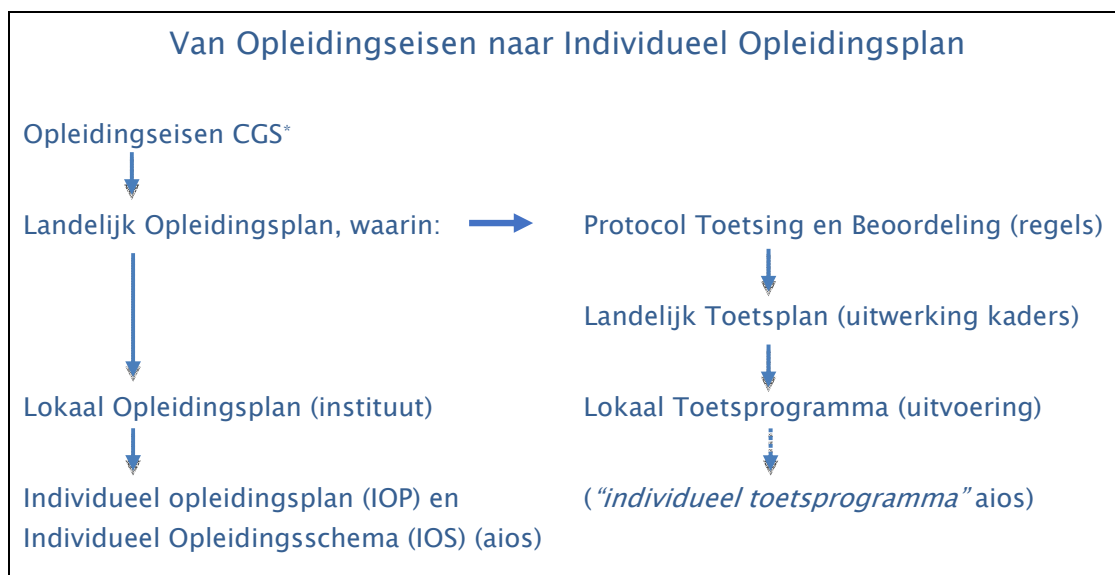 Van Opleidingseisen naar Individueel Opleidingsplan
Opleidingseisen CGS*
Landelijk Opleidingsplan, waarin:
Protocol Toetsing en Beoordeling (regels)
Landelijk Toetsplan (uitwerking kaders)
Lokaal Opleidingsplan (instituut)
Lokaal Toetsprogramma (uitvoering)
Individueel opleidingsplan (IOP) en
Individueel Opleidingsschema (IOS) (aios)
(“individueel toetsprogramma” aios)